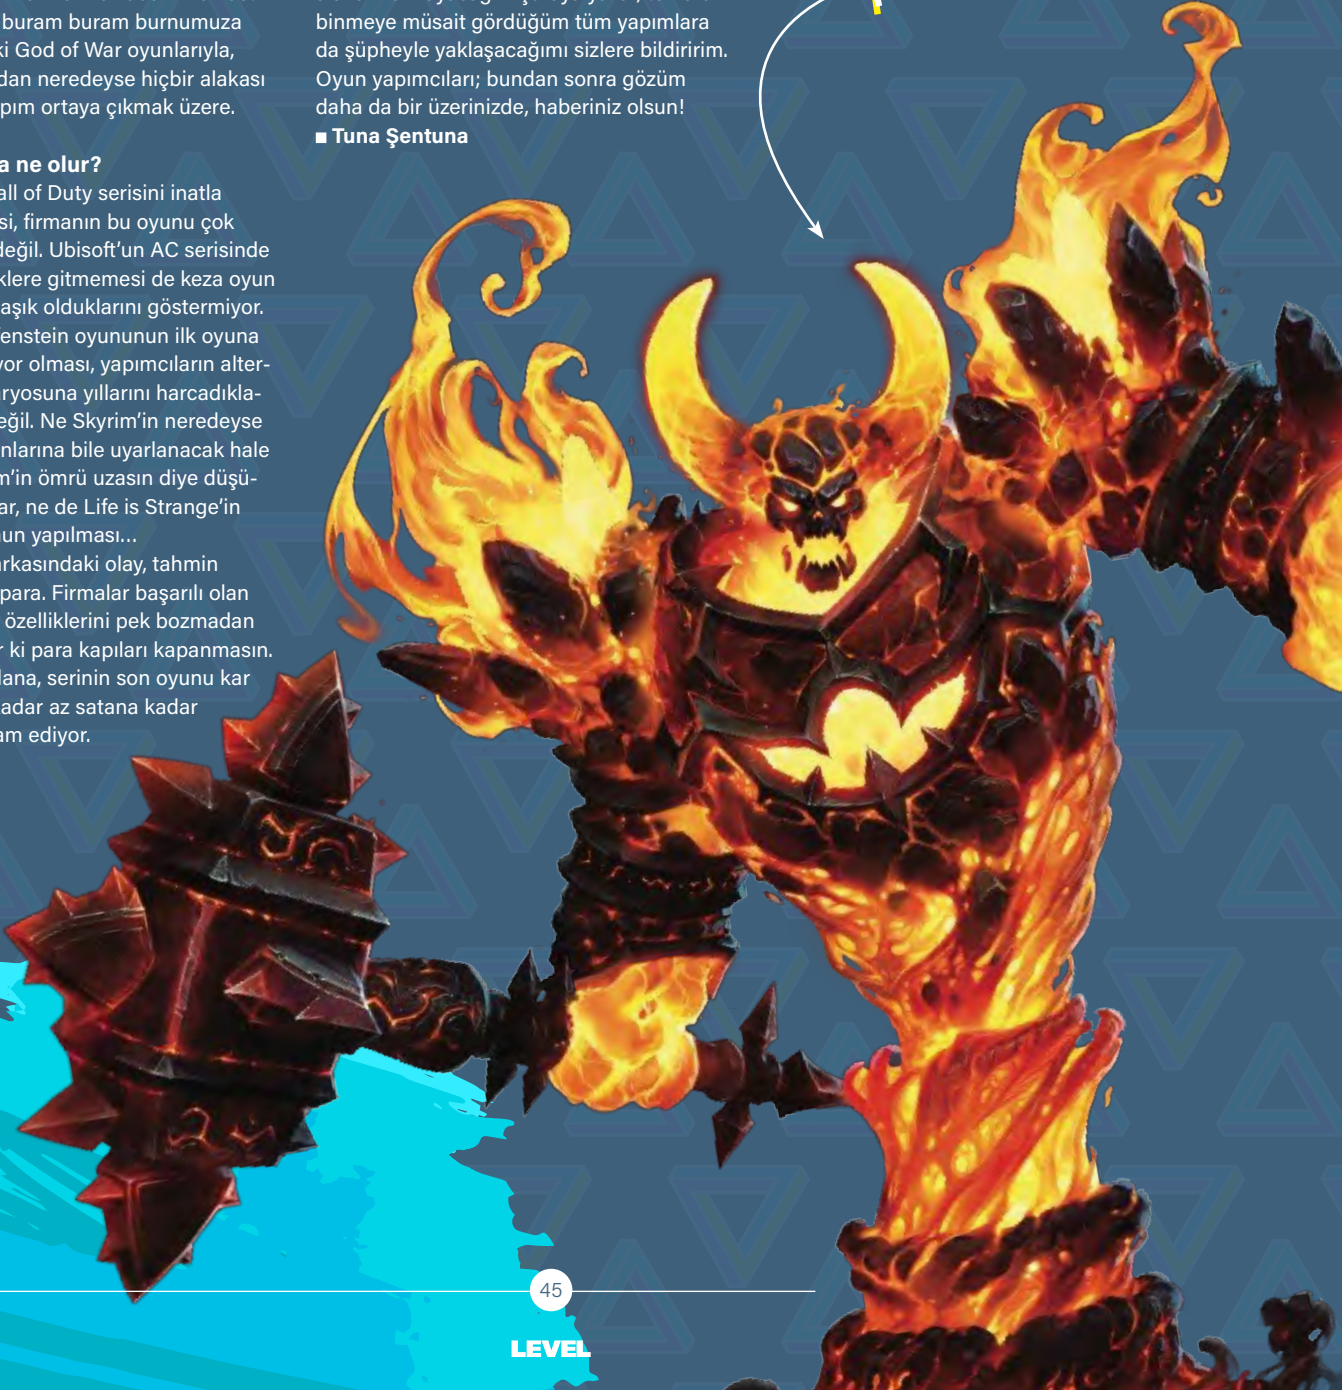 buram buram burnumuza
ki God of War oyunlarıyla,
dan neredeyse hiçbir alakası
pım ortaya çıkmak üzere.
a ne olur?
all of Duty serisini inatla
si, firmanın bu oyunu çok
değil. Ubisoft’un AC serisinde
klere gitmemesi de keza oyun
aşık olduklarını göstermiyor.
enstein oyununun ilk oyuna
yor olması, yapımcıların alter-
aryosuna yıllarını harcadıkla-
eğil. Ne Skyrim’in neredeyse
nlarına bile uyarlanacak hale
m’in ömrü uzasın diye düşü-
ar, ne de Life is Strange’in
un yapılması...
arkasındaki olay, tahmin
para. Firmalar başarılı olan
özelliklerini pek bozmadan
r ki para kapıları kapanmasın.
lana, serinin son oyunu kar
kadar az satana kadar
am ediyor.
binmeye müsait gördüğüm tüm yapımlara
da şüpheyle yaklaşacağımı sizlere bildiririm.
Oyun yapımcıları; bundan sonra gözüm
daha da bir üzerinizde, haberiniz olsun!
■ Tuna Şentuna
45
LEVEL